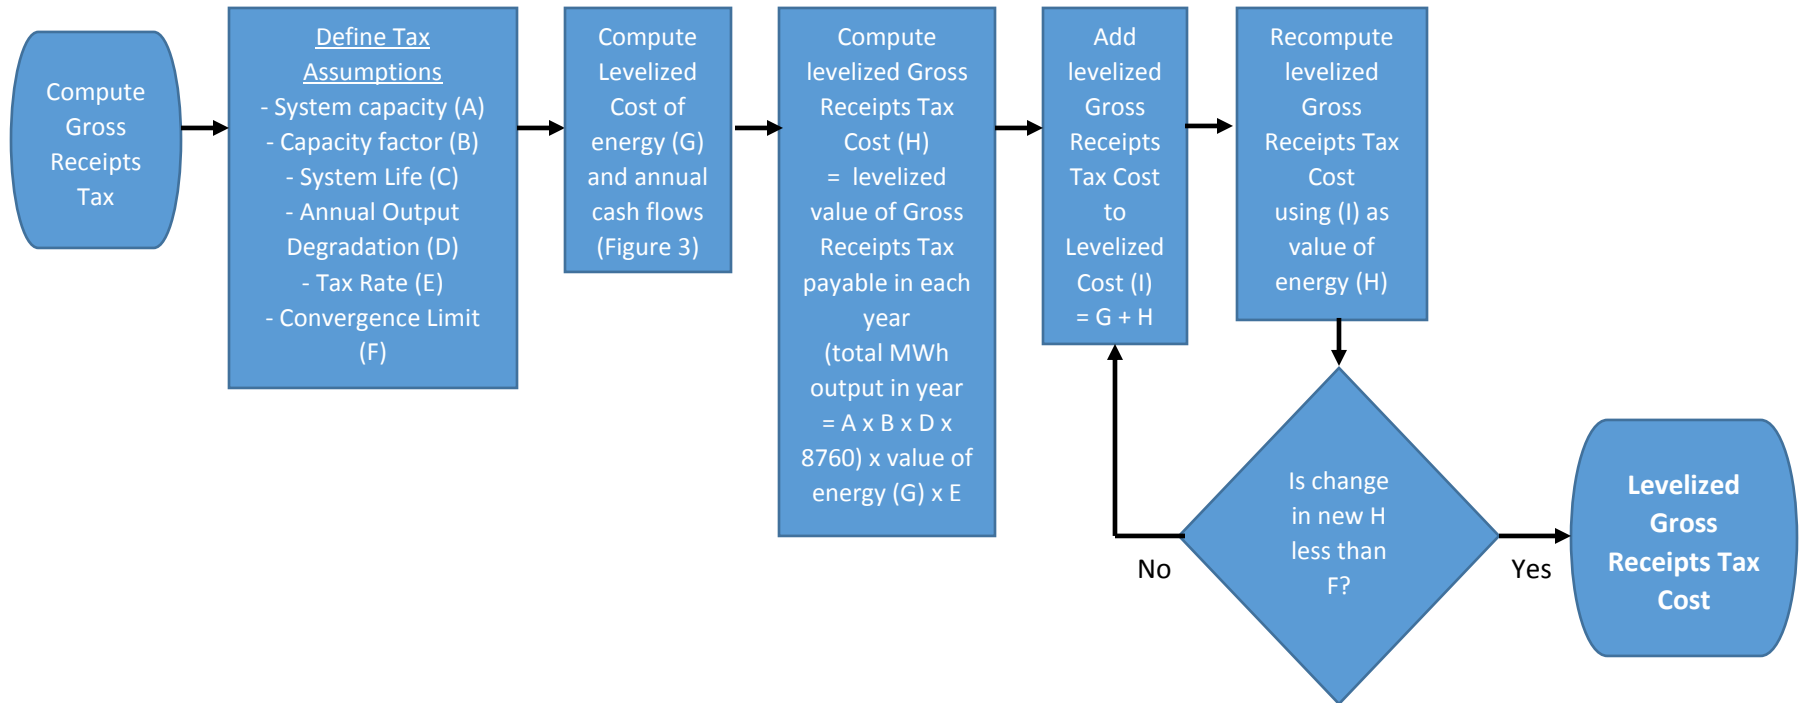 Compute
Gross
Receipts
Tax
Define Tax
Assumptions
- System capacity (A)
- Capacity factor (B)
- System Life (C)
- Annual Output
Degradation (D)
- Tax Rate (E)
- Convergence Limit
(F)
Compute
Levelized
Cost of
energy (G)
and annual
cash flows
(Figure 3)
Compute
levelized Gross
Receipts Tax
Cost (H)
= levelized
value of Gross
Receipts Tax
payable in each
year
(total MWh
output in year
= A x B x D x
8760) x value of
energy (G) x E
Add
levelized
Gross
Receipts
Tax Cost
to
Levelized
Cost (I)
= G + H
Recompute
levelized
Gross
Receipts Tax
Cost
using (I) as
value of
energy (H)
Is change
in new H
less than
F?
No
Yes
Levelized
Gross
Receipts Tax
Cost